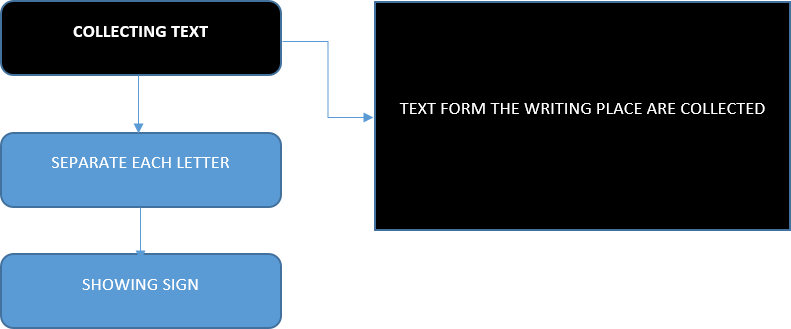 COLLECTING TEXT
TEXT FORM THE WRITING PLACE ARE COLLECTED
SEPARATE EACH LETTER
SHOWING SIGN